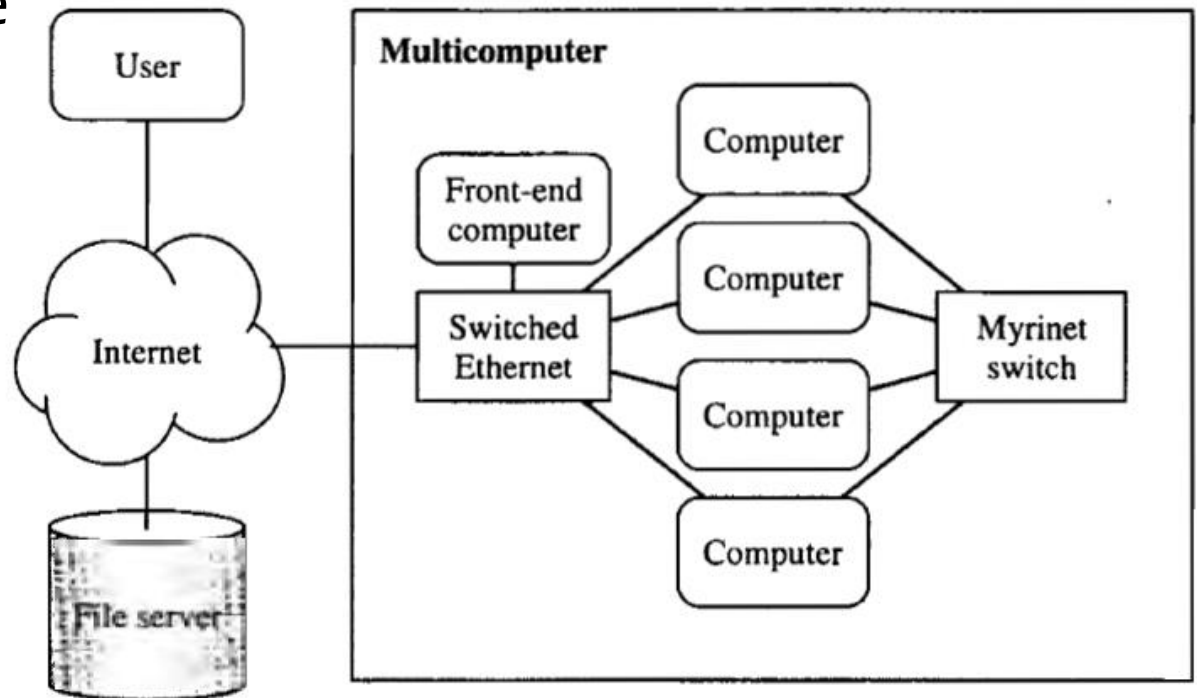 e
User
Multicomputer
Computer
Front-end
computer
Computer
Switched
Ethernet
Myrinet
switch
Internet
Computer
Computer
File server